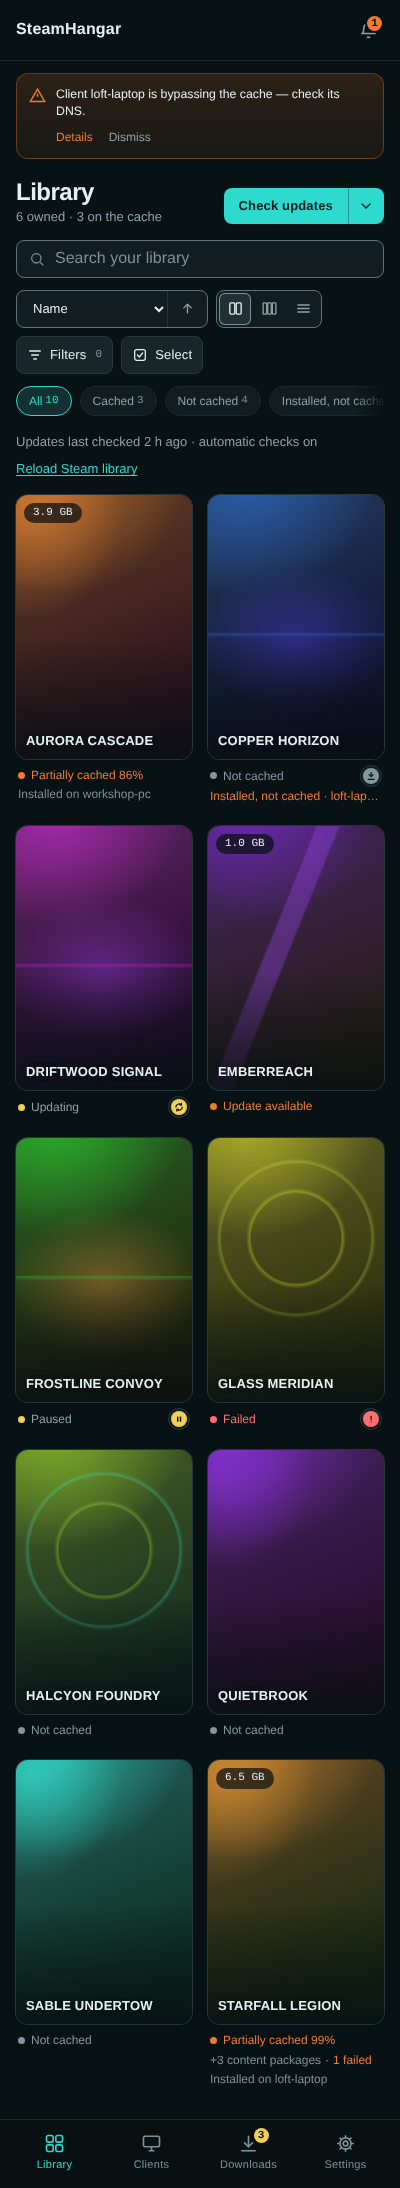 SteamHangar
1
Client loft-laptop is bypassing the cache — check its
DNS.
Details Dismiss
Library
6 owned · 3 on the cache
Check updates
Search your library
Name
Filters 0 Select
All 10 Cached 3 Not cached 4 Installed, not cache
Updates last checked 2 h ago · automatic checks on
Reload Steam library
3.9 GB
AURORA CASCADE
Partially cached 86%
Installed on workshop-pc
COPPER HORIZON
Not cached
Installed, not cached · loft-lap…
DRIFTWOOD SIGNAL
Updating
1.0 GB
EMBERREACH
Update available
FROSTLINE CONVOY
Paused
GLASS MERIDIAN
Failed
HALCYON FOUNDRY
Not cached
QUIETBROOK
Not cached
SABLE UNDERTOW
Not cached
6.5 GB
STARFALL LEGION
Partially cached 99%
+3 content packages · 1 failed
Installed on loft-laptop
3
Library Clients Downloads Settings